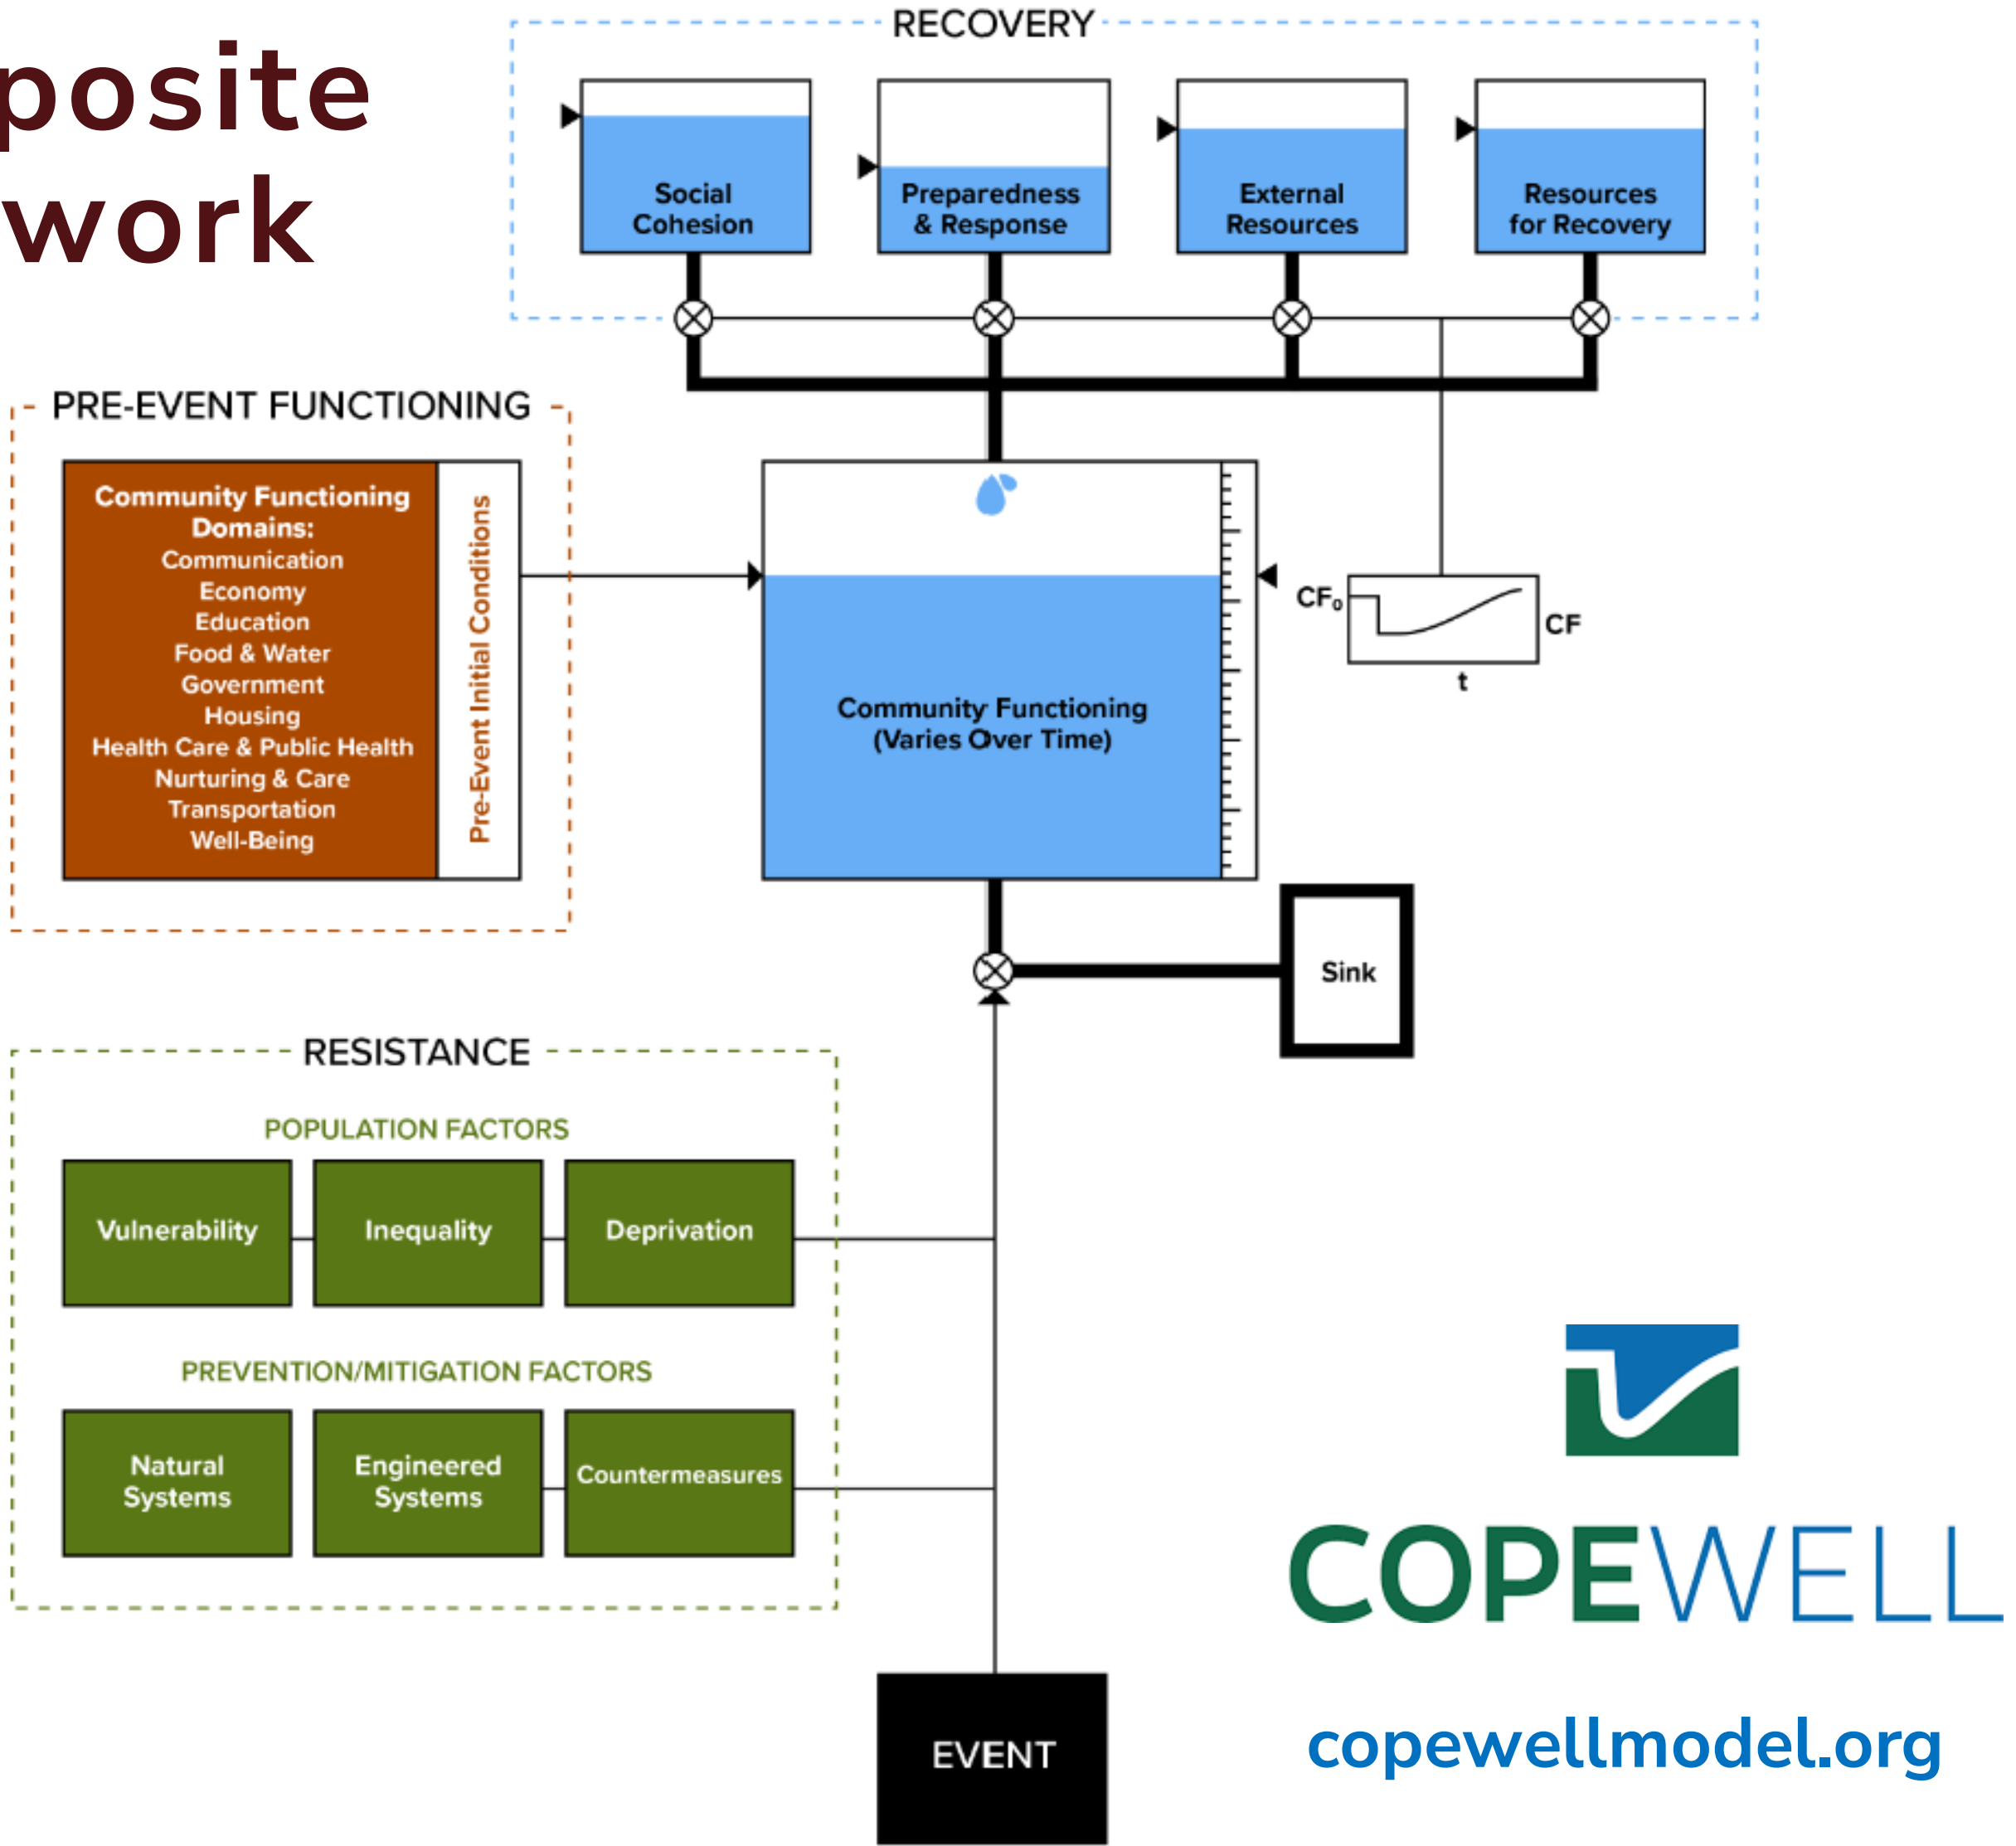 posite
work
RECOVERY
Social
Cohesion
Preparedness
& Response
External
Resources
Resources
for Recovery
PRE-EVENT FUNCTIONING
Community Functioning
Domains:
Communication
Economy
Education
Food & Water
Government
Housing
Health Care & Public Health
Nurturing & Care
Transportation
Well-Being
Pre-Event Initial Conditions
Community Functioning
(Varies Over Time)
CF₀
CF
t
Sink
RESISTANCE
POPULATION FACTORS
Vulnerability
Inequality
Deprivation
PREVENTION/MITIGATION FACTORS
Natural
Systems
Engineered
Systems
Countermeasures
EVENT
COPEWELL
copewellmodel.org